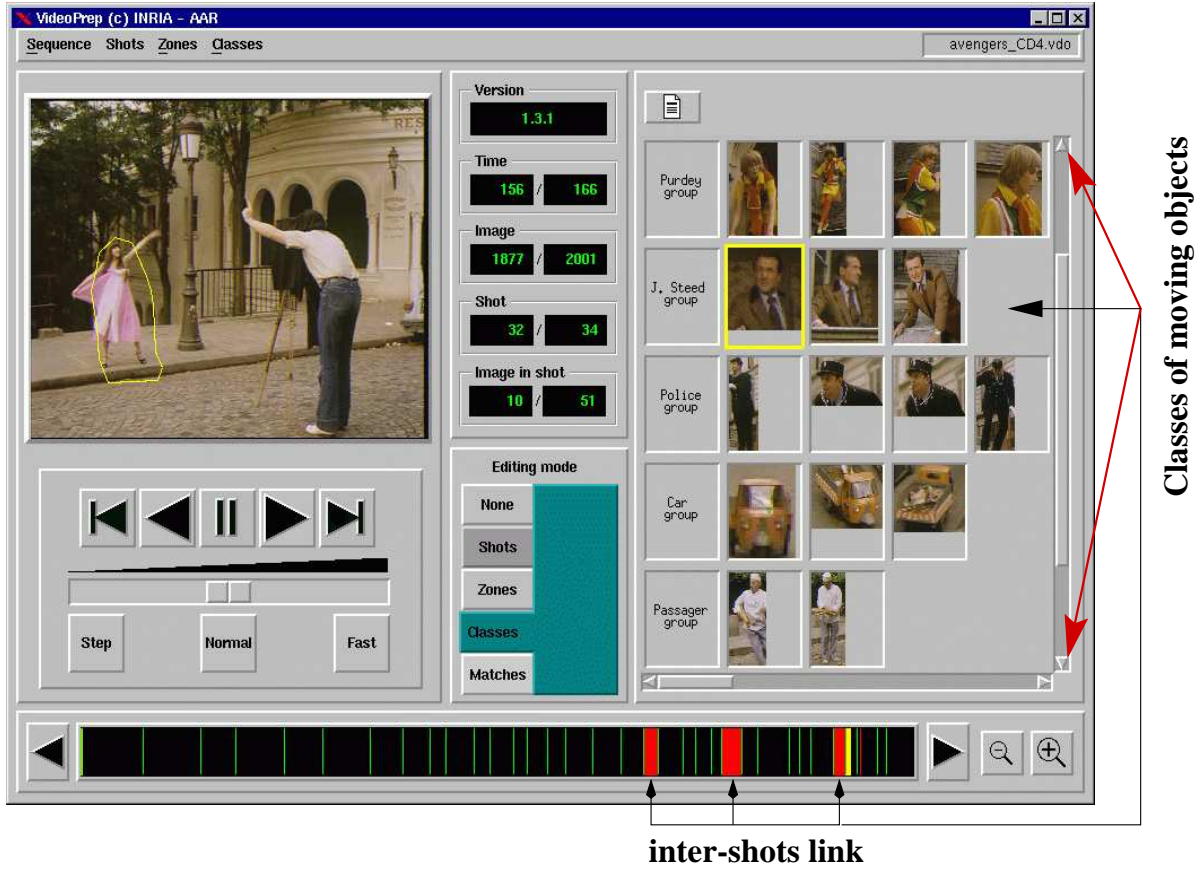 VideoPrep (c) INRIA - AAR
Sequence Shots Zones Classes
avengers_CD4.vdo
RES
Version
1.3.1
Time
156 / 166
Image
1877 / 2001
Shot
32 / 34
Image in shot
10 / 51
Editing mode
None
Shots
Zones
Classes
Matches
Step
Normal
Fast
Purdey
group
J. Steed
group
Police
group
Car
group
Passager
group
Classes of moving objects
inter-shots link